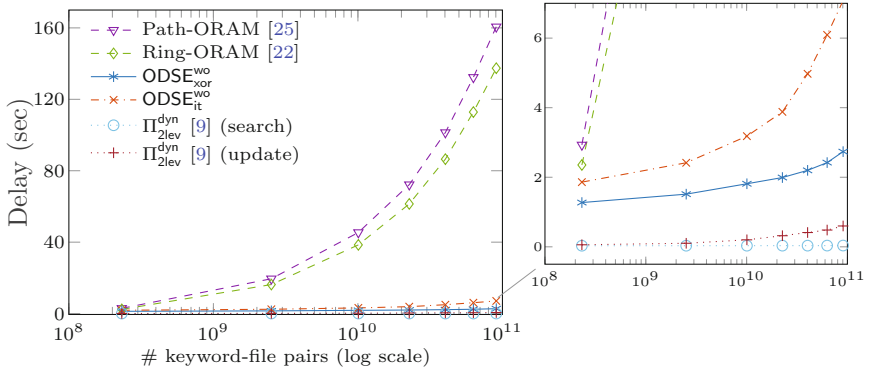 160
120
80
40
0
Delay (sec)
Path-ORAM [25]
Ring-ORAM [22]
ODSE^wo_xor
ODSE^wo_it
Π^dyn_2lev [9] (search)
Π^dyn_2lev [9] (update)
10^8
10^9
10^10
10^11
# keyword-file pairs (log scale)
6
4
2
0
10^8
10^9
10^10
10^11